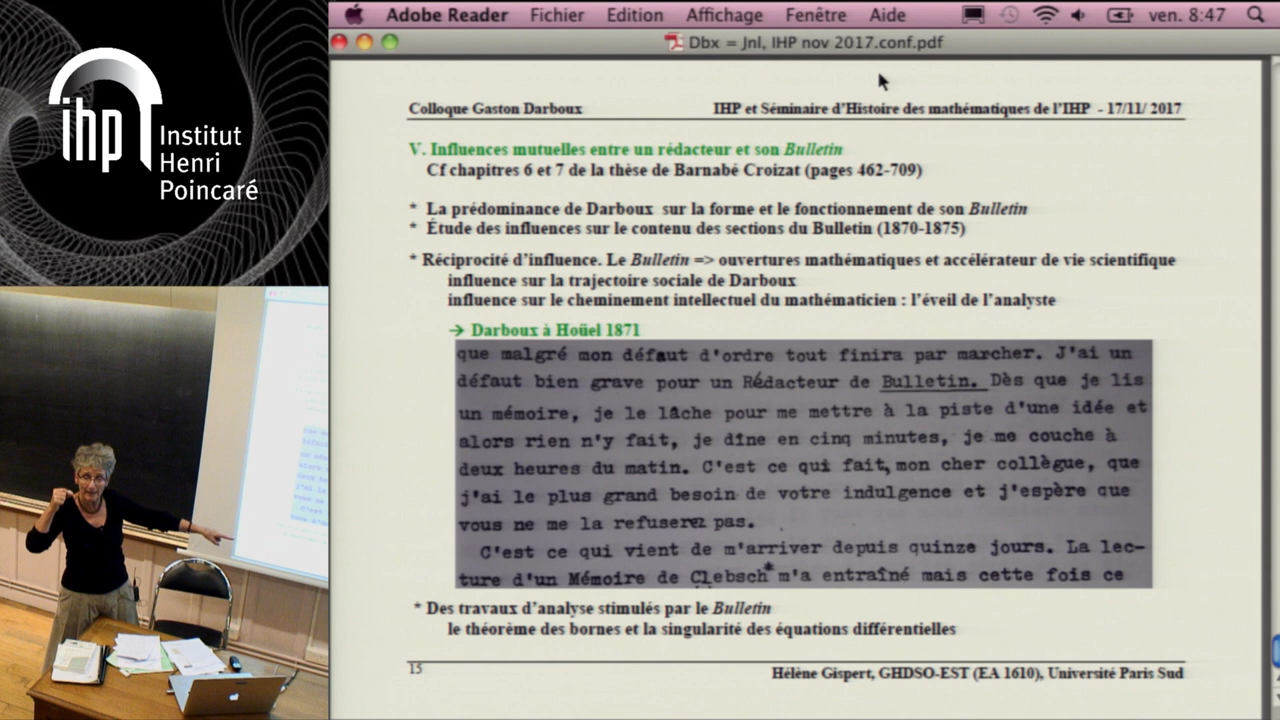 ihp
Institut
Henri
Poincaré
Adobe Reader Fichier Edition Affichage Fenêtre Aide ven. 8:47
Dbx = Jnl, IHP nov 2017.conf.pdf
Colloque Gaston Darboux IHP et Séminaire d'Histoire des mathématiques de l'IHP - 17/11/ 2017
V. Influences mutuelles entre un rédacteur et son Bulletin
Cf chapitres 6 et 7 de la thèse de Barnabé Croizat (pages 462-709)
* La prédominance de Darboux sur la forme et le fonctionnement de son Bulletin
* Étude des influences sur le contenu des sections du Bulletin (1870-1875)
* Réciprocité d'influence. Le Bulletin => ouvertures mathématiques et accélérateur de vie scientifique
influence sur la trajectoire sociale de Darboux
influence sur le cheminement intellectuel du mathématicien : l'éveil de l'analyste
→ Darboux à Hoüel 1871
que malgré mon défaut d'ordre tout finira par marcher. J'ai un
défaut bien grave pour un Rédacteur de Bulletin. Dès que je lis
un mémoire, je le lâche pour me mettre à la piste d'une idée et
alors rien n'y fait, je dîne en cinq minutes, je me couche à
deux heures du matin. C'est ce qui fait, mon cher collègue, que
j'ai le plus grand besoin de votre indulgence et j'espère que
vous ne me la refuserez pas.
C'est ce qui vient de m'arriver depuis quinze jours. La lec-
ture d'un Mémoire de Clebsch* m'a entraîné mais cette fois ce
* Des travaux d'analyse stimulés par le Bulletin
le théorème des bornes et la singularité des équations différentielles
15 Hélène Gispert, GHDSO-EST (EA 1610), Université Paris Sud